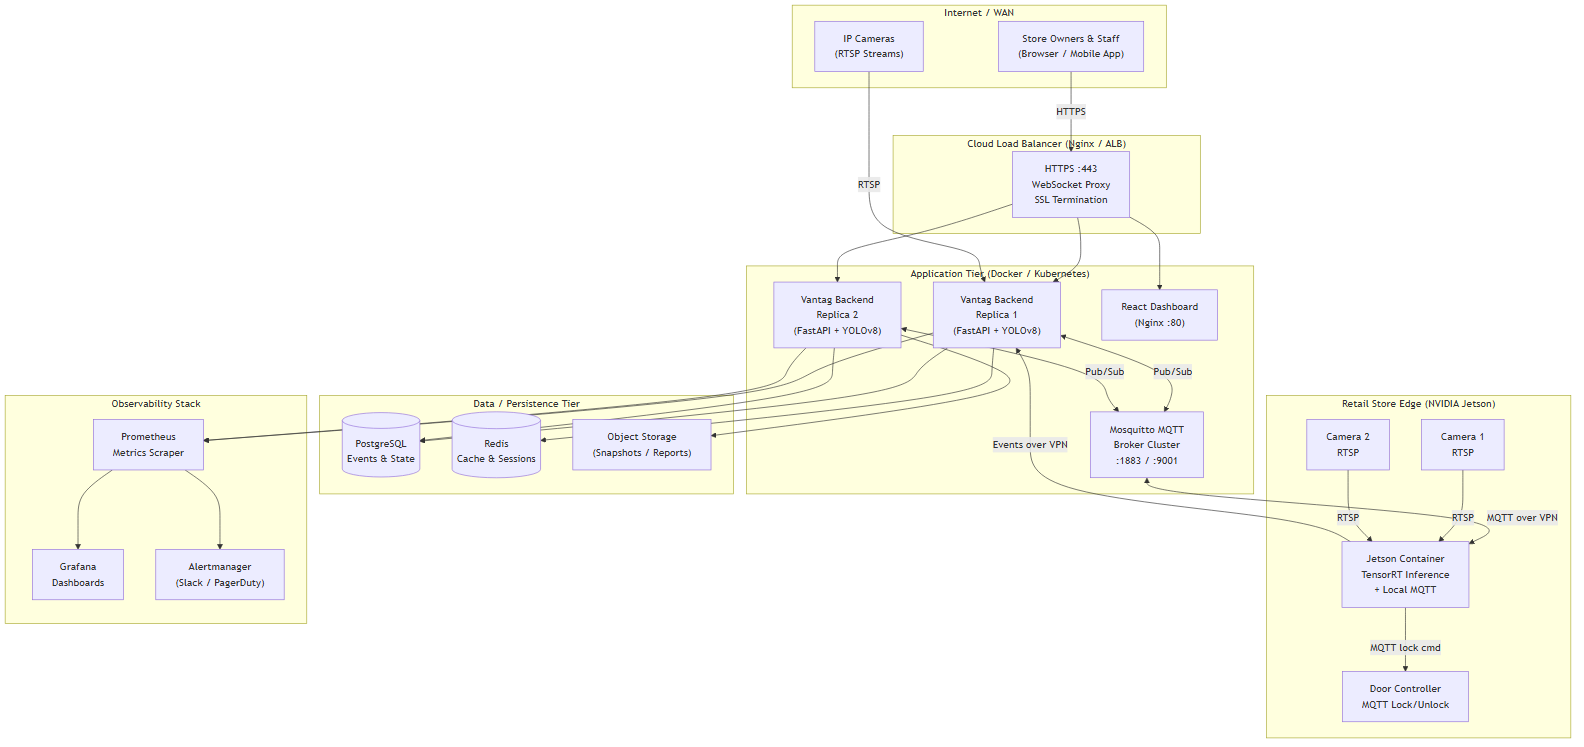 Internet / WAN
IP Cameras
(RTSP Streams)
Store Owners & Staff
(Browser / Mobile App)
HTTPS
RTSP
Cloud Load Balancer (Nginx / ALB)
HTTPS :443
WebSocket Proxy
SSL Termination
Application Tier (Docker / Kubernetes)
Vantag Backend
Replica 2
(FastAPI + YOLOv8)
Vantag Backend
Replica 1
(FastAPI + YOLOv8)
React Dashboard
(Nginx :80)
Pub/Sub
Pub/Sub
Mosquitto MQTT
Broker Cluster
:1883 / :9001
Events over VPN
Observability Stack
Prometheus
Metrics Scraper
Grafana
Dashboards
Alertmanager
(Slack / PagerDuty)
Data / Persistence Tier
PostgreSQL
Events & State
Redis
Cache & Sessions
Object Storage
(Snapshots / Reports)
Retail Store Edge (NVIDIA Jetson)
Camera 2
RTSP
Camera 1
RTSP
RTSP
RTSP
MQTT over VPN
Jetson Container
TensorRT Inference
+ Local MQTT
MQTT lock cmd
Door Controller
MQTT Lock/Unlock